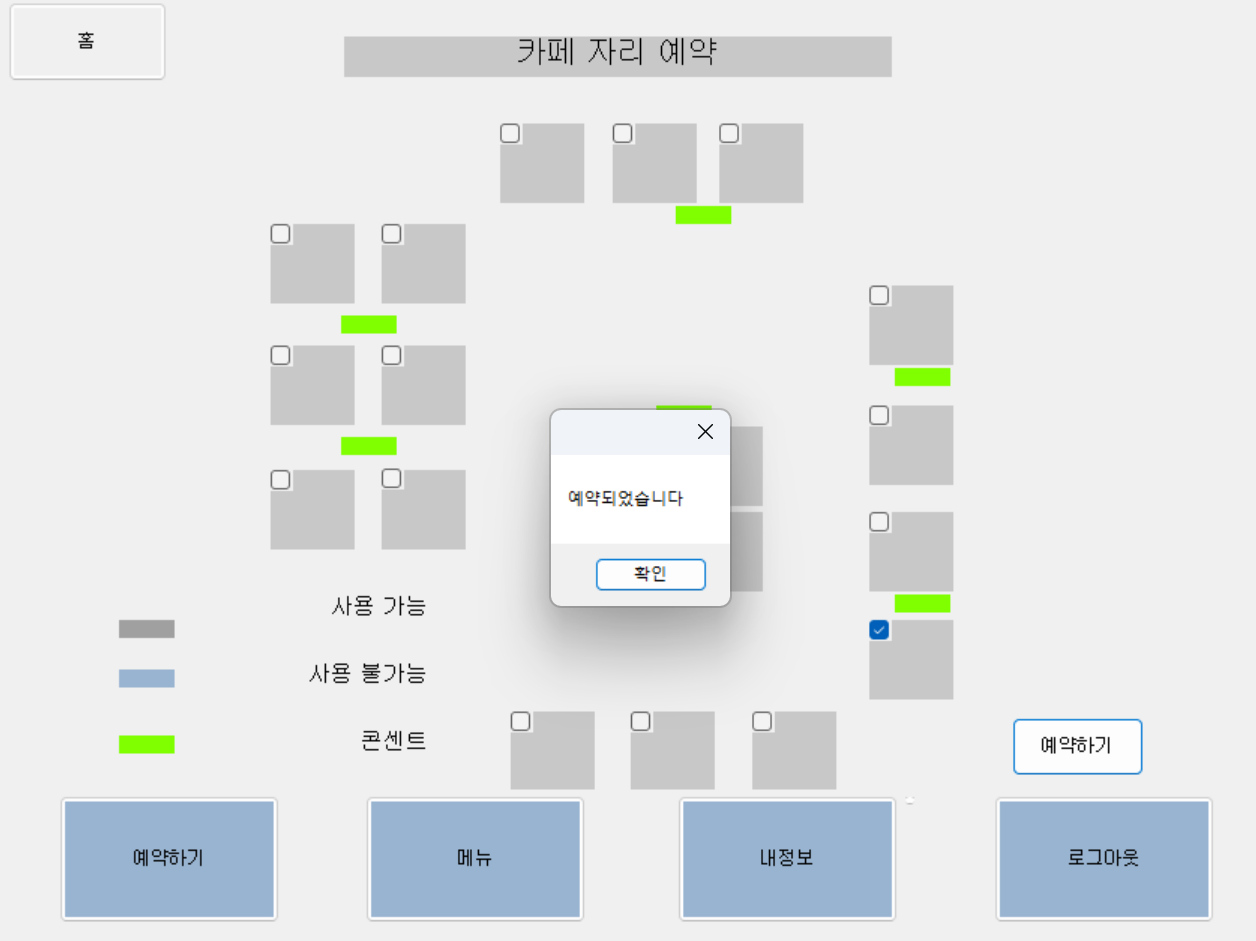 홈
카페 자리 예약
예약되었습니다
확인
사용 가능
사용 불가능
콘센트
예약하기
예약하기
메뉴
내정보
로그아웃